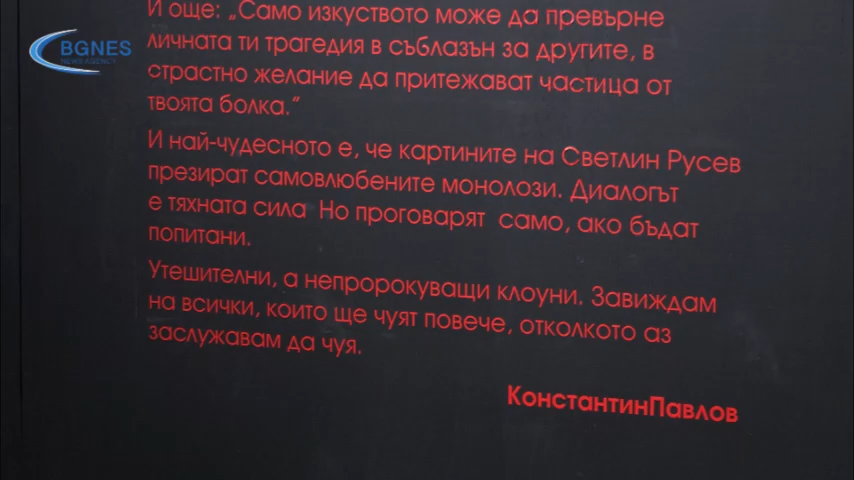 BGNES
NEWS AGENCY
И още: „Само изкуството може да превърне
личната ти трагедия в съблазън за другите, в
страстно желание да притежават частица от
твоята болка.”
И най-чудесното е, че картините на Светлин Русев
презират самовлюбените монолози. Диалогът
е тяхната сила Но проговарят само, ако бъдат
попитани.
Утешителни, а непророкуващи клоуни. Завиждам
на всички, които ще чуят повече, отколкото аз
заслужавам да чуя.
КонстантинПавлов